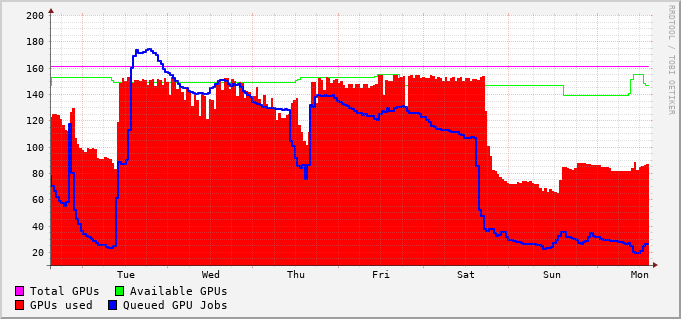 200
180
160
140
120
100
80
60
40
20
Tue Wed Thu Fri Sat Sun Mon
RRDTOOL / TOBI OETIKER
Total GPUs Available GPUs
GPUs used Queued GPU Jobs